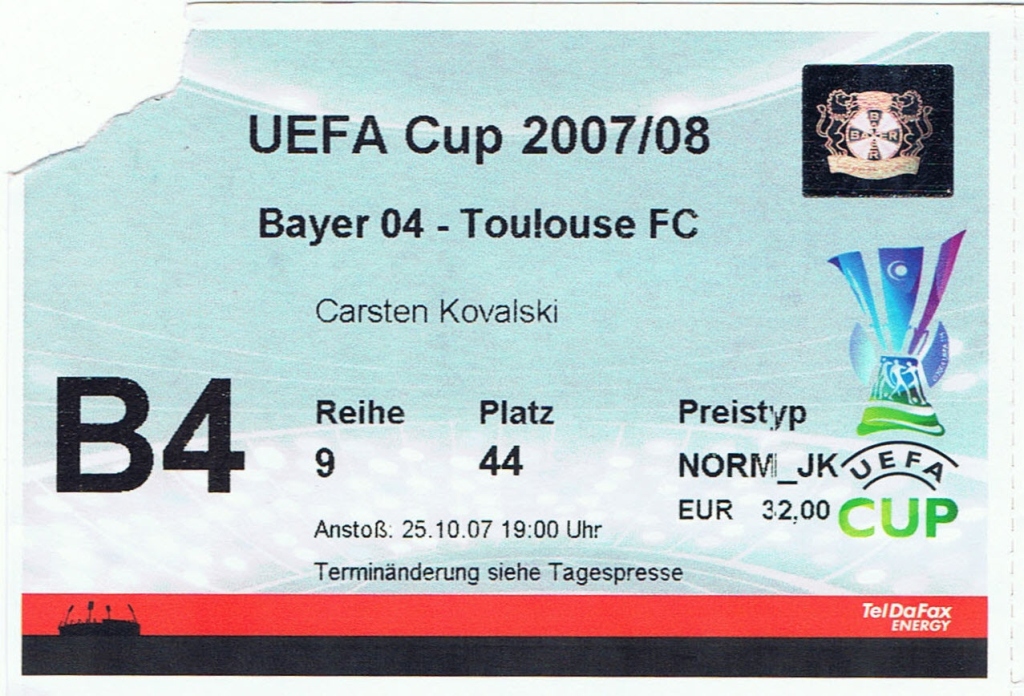 UEFA Cup 2007/08
Bayer 04 - Toulouse FC
Carsten Kovalski
B4
Reihe Platz Preistyp
9 44 NORM_JK
EUR 32,00
Anstoß: 25.10.07 19:00 Uhr
Terminänderung siehe Tagespresse
BAYER
UEFA
CUP
TelDaFax
ENERGY